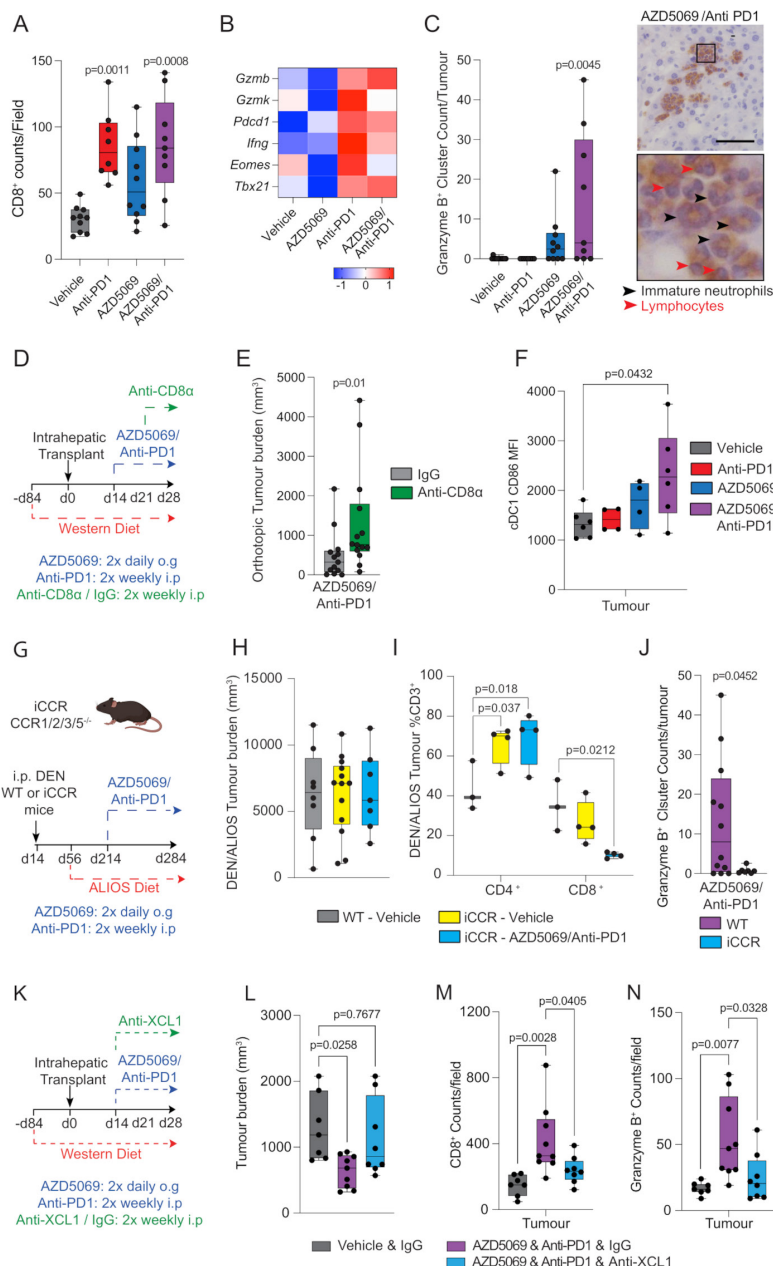 A
CD8⁺ counts/Field
150
100
50
0
p=0.0011
p=0.0008
Vehicle
Anti-PD1
AZD5069
AZD5069/
Anti-PD1
B
Gzmb
Gzmk
Pdcd1
Ifng
Eomes
Tbx21
Vehicle
AZD5069
Anti-PD1
AZD5069/
Anti-PD1
-1
0
1
C
Granzyme B⁺ Cluster Count/Tumour
50
40
30
20
10
0
p=0.0045
Vehicle
Anti-PD1
AZD5069
AZD5069/
Anti-PD1
AZD5069/Anti PD1
Immature neutrophils
Lymphocytes
D
Anti-CD8α
Intrahepatic
Transplant
AZD5069/
Anti-PD1
-d84
d0
d14
d21
d28
Western Diet
AZD5069: 2x daily o.g
Anti-PD1: 2x weekly i.p
Anti-CD8α / IgG: 2x weekly i.p
E
Orthotopic Tumour burden (mm³)
5000
4000
3000
2000
1000
0
p=0.01
AZD5069/
Anti-PD1
IgG
Anti-CD8α
F
cDC1 CD86 MFI
4000
3000
2000
1000
0
p=0.0432
Tumour
Vehicle
Anti-PD1
AZD5069
AZD5069/
Anti-PD1
G
iCCR
CCR1/2/3/5⁻/⁻
i.p. DEN
WT or iCCR
mice
AZD5069/
Anti-PD1
d14
d56
d214
d284
ALIOS Diet
AZD5069: 2x daily o.g
Anti-PD1: 2x weekly i.p
H
DEN/ALIOS Tumour burden (mm³)
15000
10000
5000
0
I
DEN/ALIOS Tumour %CD3⁺
100
80
60
40
20
0
p=0.018
p=0.037
p=0.0212
CD4⁺
CD8⁺
WT - Vehicle
iCCR - Vehicle
iCCR - AZD5069/Anti-PD1
J
Granzyme B⁺ Clsuter Counts/tumour
50
40
30
20
10
0
p=0.0452
AZD5069/
Anti-PD1
WT
iCCR
K
Anti-XCL1
Intrahepatic
Transplant
AZD5069/
Anti-PD1
-d84
d0
d14
d21
d28
Western Diet
AZD5069: 2x daily o.g
Anti-PD1: 2x weekly i.p
Anti-XCL1 / IgG: 2x weekly i.p
L
Tumour burden (mm³)
3000
2000
1000
0
p=0.7677
p=0.0258
M
CD8⁺ Counts/field
1200
800
400
0
p=0.0405
p=0.0028
Tumour
N
Granzyme B⁺ Counts/field
150
100
50
0
p=0.0328
p=0.0077
Tumour
Vehicle & IgG
AZD5069 & Anti-PD1 & IgG
AZD5069 & Anti-PD1 & Anti-XCL1